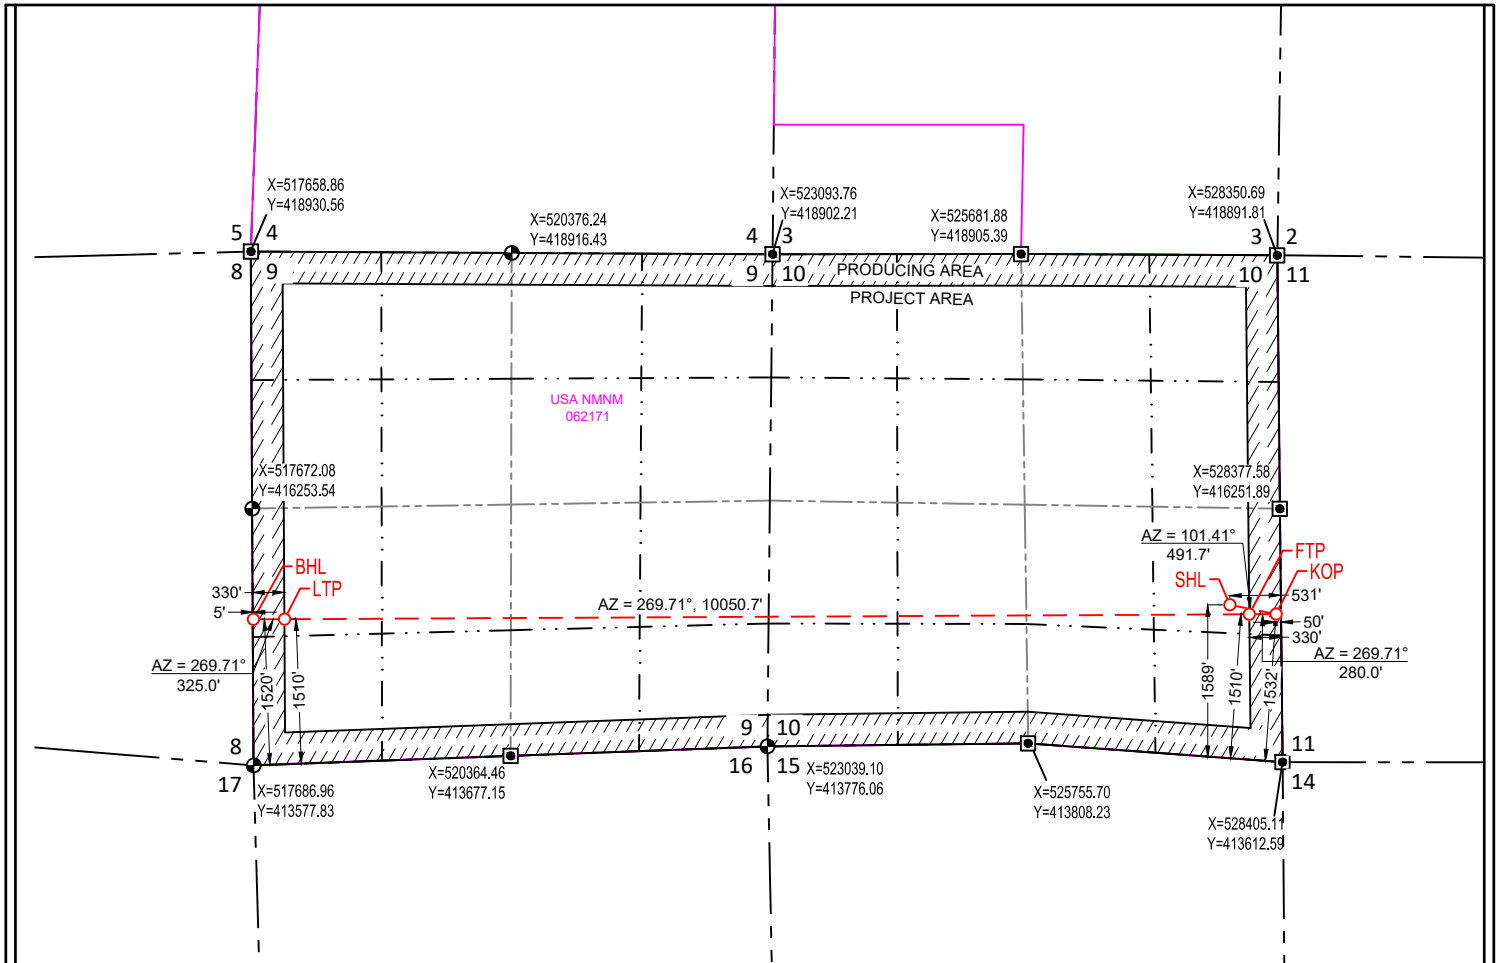 X=517658.86
Y=418930.56
X=520376.24
Y=418916.43
X=523093.76
Y=418902.21
X=525681.88
Y=418905.39
X=528350.69
Y=418891.81
5 4
8 9
4 3
9 10
3 2
10 11
PRODUCING AREA
PROJECT AREA
USA NMNM
062171
X=517672.08
Y=416253.54
X=528377.58
Y=416251.89
AZ = 101.41°
491.7'
FTP
KOP
SHL
531'
50'
330'
AZ = 269.71°
280.0'
BHL
LTP
330'
5'
AZ = 269.71°, 10050.7'
AZ = 269.71°
325.0'
1520'
1510'
1589'
1510'
1532'
8
17
9 10
16 15
11
14
X=517686.96
Y=413577.83
X=520364.46
Y=413677.15
X=523039.10
Y=413776.06
X=525755.70
Y=413808.23
X=528405.11
Y=413612.59